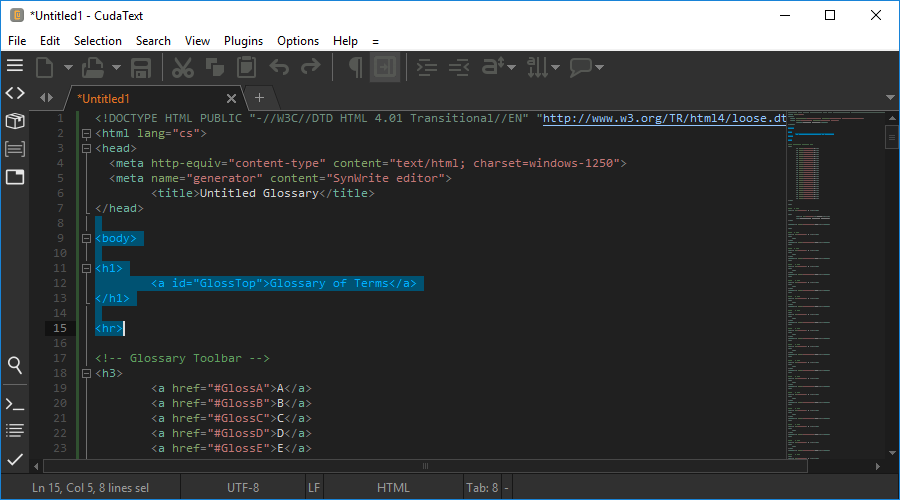 *Untitled1 - CudaText
File Edit Selection Search View Plugins Options Help =
*Untitled1
1 <!DOCTYPE HTML PUBLIC "-//W3C//DTD HTML 4.01 Transitional//EN" "http://www.w3.org/TR/html4/loose.dt
2 <html lang="cs">
3 <head>
4 <meta http-equiv="content-type" content="text/html; charset=windows-1250">
5 <meta name="generator" content="SynWrite editor">
6 <title>Untitled Glossary</title>
7 </head>
8
9 <body>
10
11 <h1>
12 <a id="GlossTop">Glossary of Terms</a>
13 </h1>
14
15 <hr>
16
17 <!-- Glossary Toolbar -->
18 <h3>
19 <a href="#GlossA">A</a>
20 <a href="#GlossB">B</a>
21 <a href="#GlossC">C</a>
22 <a href="#GlossD">D</a>
23 <a href="#GlossE">E</a>
Ln 15, Col 5, 8 lines sel UTF-8 LF HTML Tab: 8 -